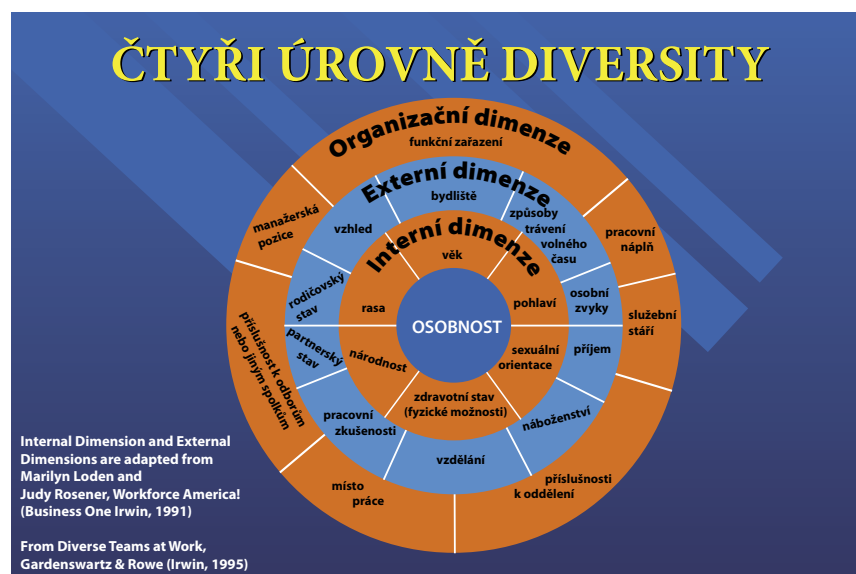 ČTYŘI ÚROVNĚ DIVERSITY
Organizační dimenze
funkční zařazení
Externí dimenze
bydliště
způsoby
trávení
volného
času
vzhled
manažerská
pozice
pracovní
náplň
Interní dimenze
věk
rodičovský
stav
rasa
pohlaví
osobní
zvyky
služební
stáří
OSOBNOST
příslušnost k odborům
nebo jiným spolkům
partnerský
stav
národnost
sexuální
orientace
příjem
zdravotní stav
(fyzické možnosti)
pracovní
zkušenosti
náboženství
vzdělání
místo
práce
příslušnosti
k oddělení
Internal Dimension and External
Dimensions are adapted from
Marilyn Loden and
Judy Rosener, Workforce America!
(Business One Irwin, 1991)
From Diverse Teams at Work,
Gardenswartz & Rowe (Irwin, 1995)